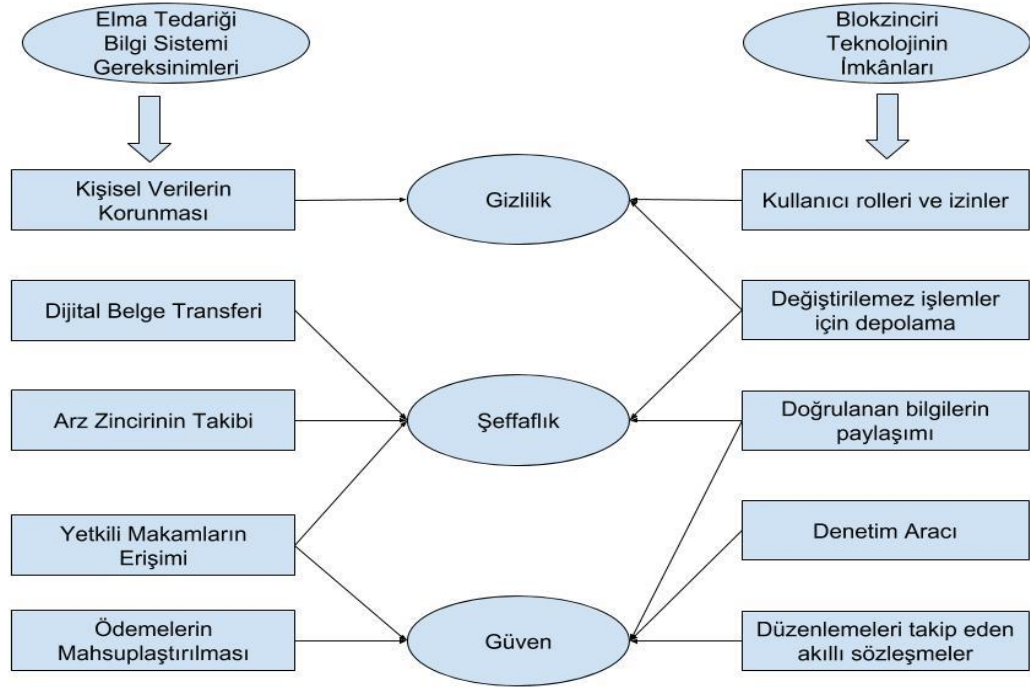 Elma Tedariği
Bilgi Sistemi
Gereksinimleri
Blokzinciri
Teknolojinin
İmkânları
Kişisel Verilerin
Korunması
Gizlilik
Kullanıcı rolleri ve izinler
Dijital Belge Transferi
Değiştirilemez işlemler
için depolama
Arz Zincirinin Takibi
Şeffaflık
Doğrulanan bilgilerin
paylaşımı
Yetkili Makamların
Erişimi
Denetim Aracı
Ödemelerin
Mahsuplaştırılması
Güven
Düzenlemeleri takip eden
akıllı sözleşmeler